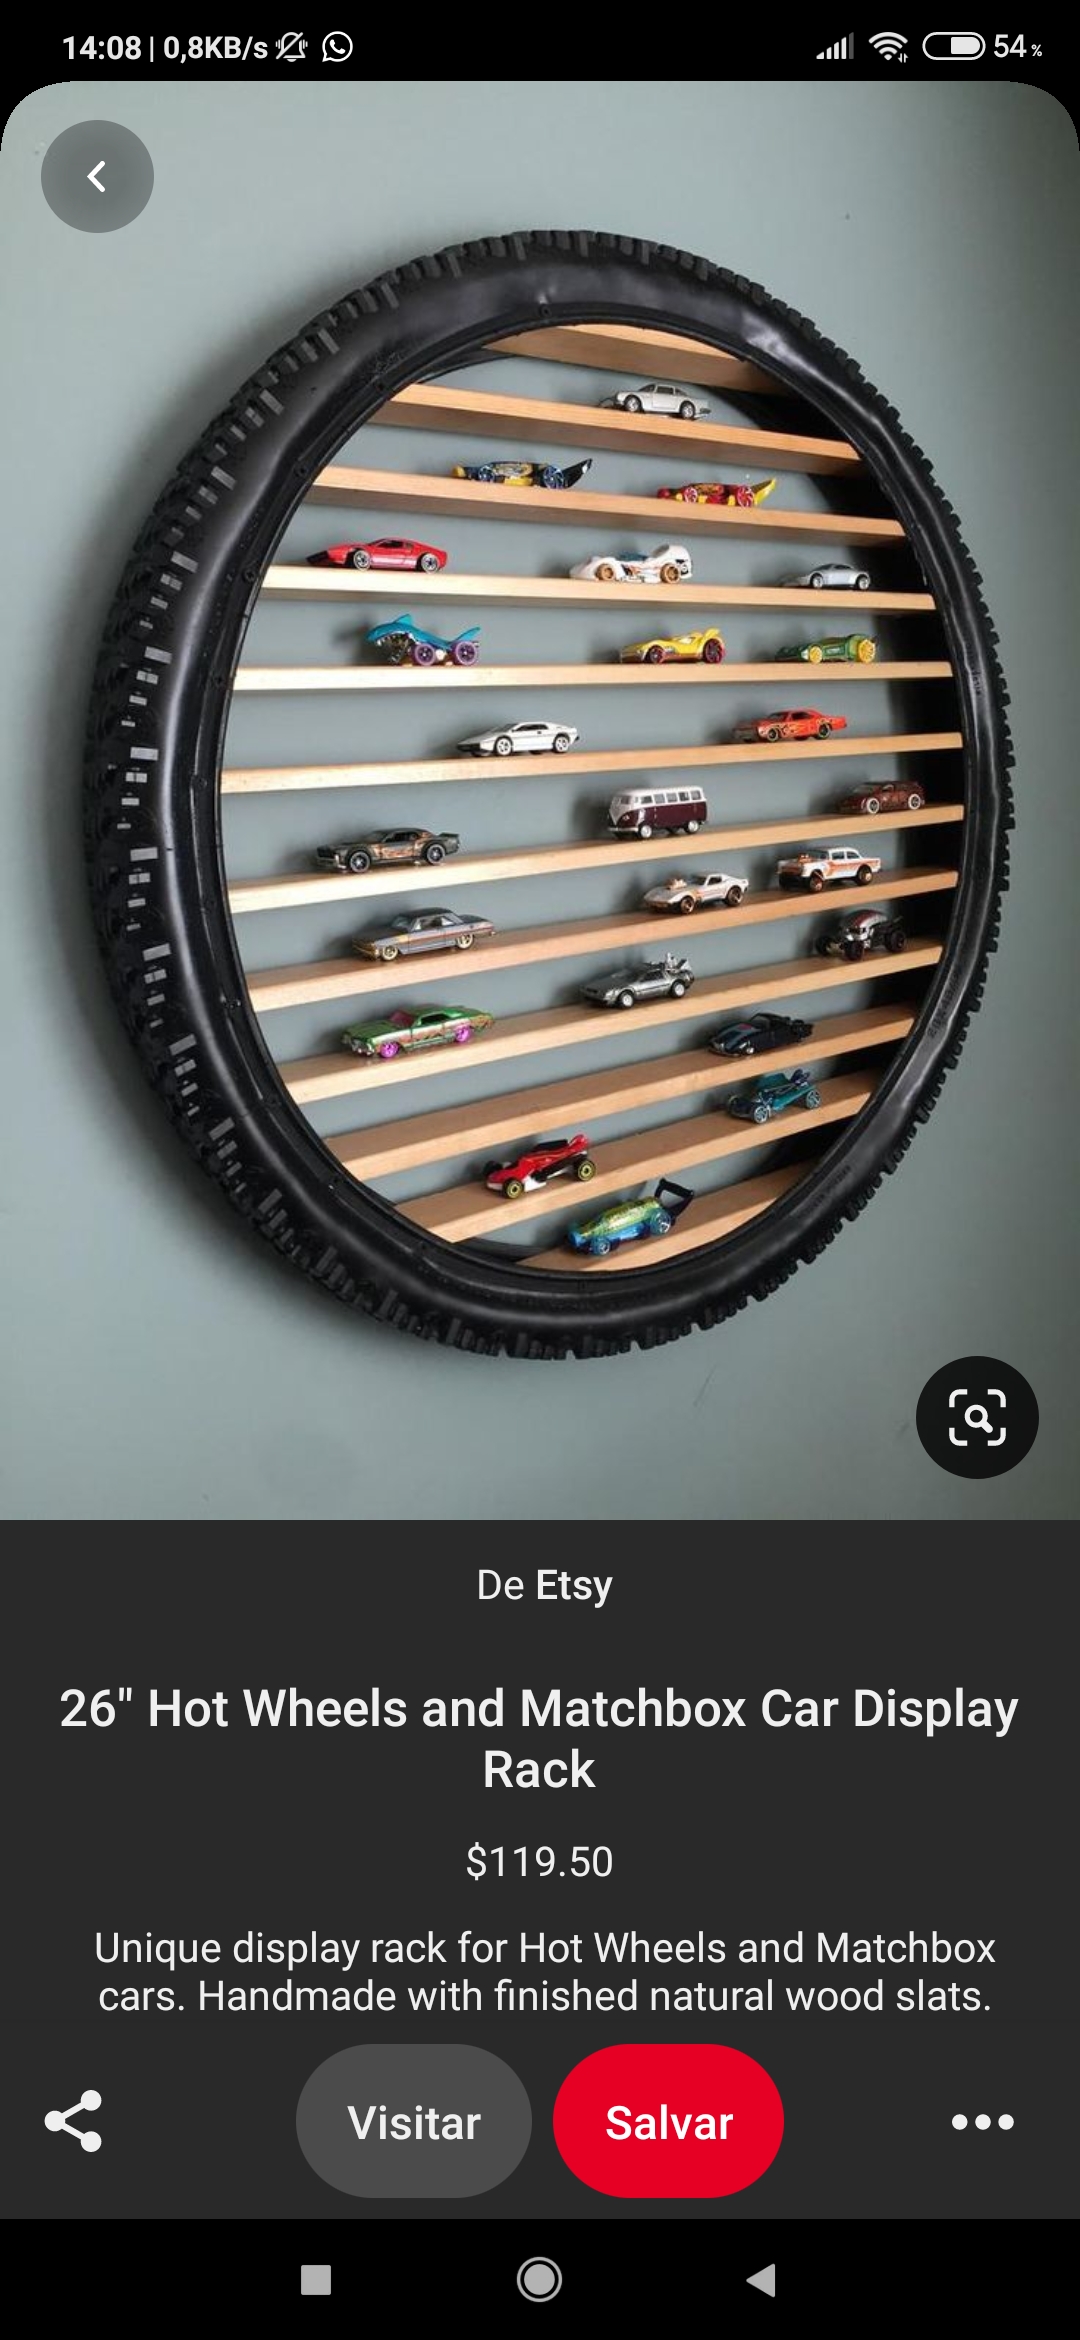 14:08 | 0,8KB/s 54%
De Etsy
26" Hot Wheels and Matchbox Car Display
Rack
$119.50
Unique display rack for Hot Wheels and Matchbox
cars. Handmade with finished natural wood slats.
Visitar Salvar